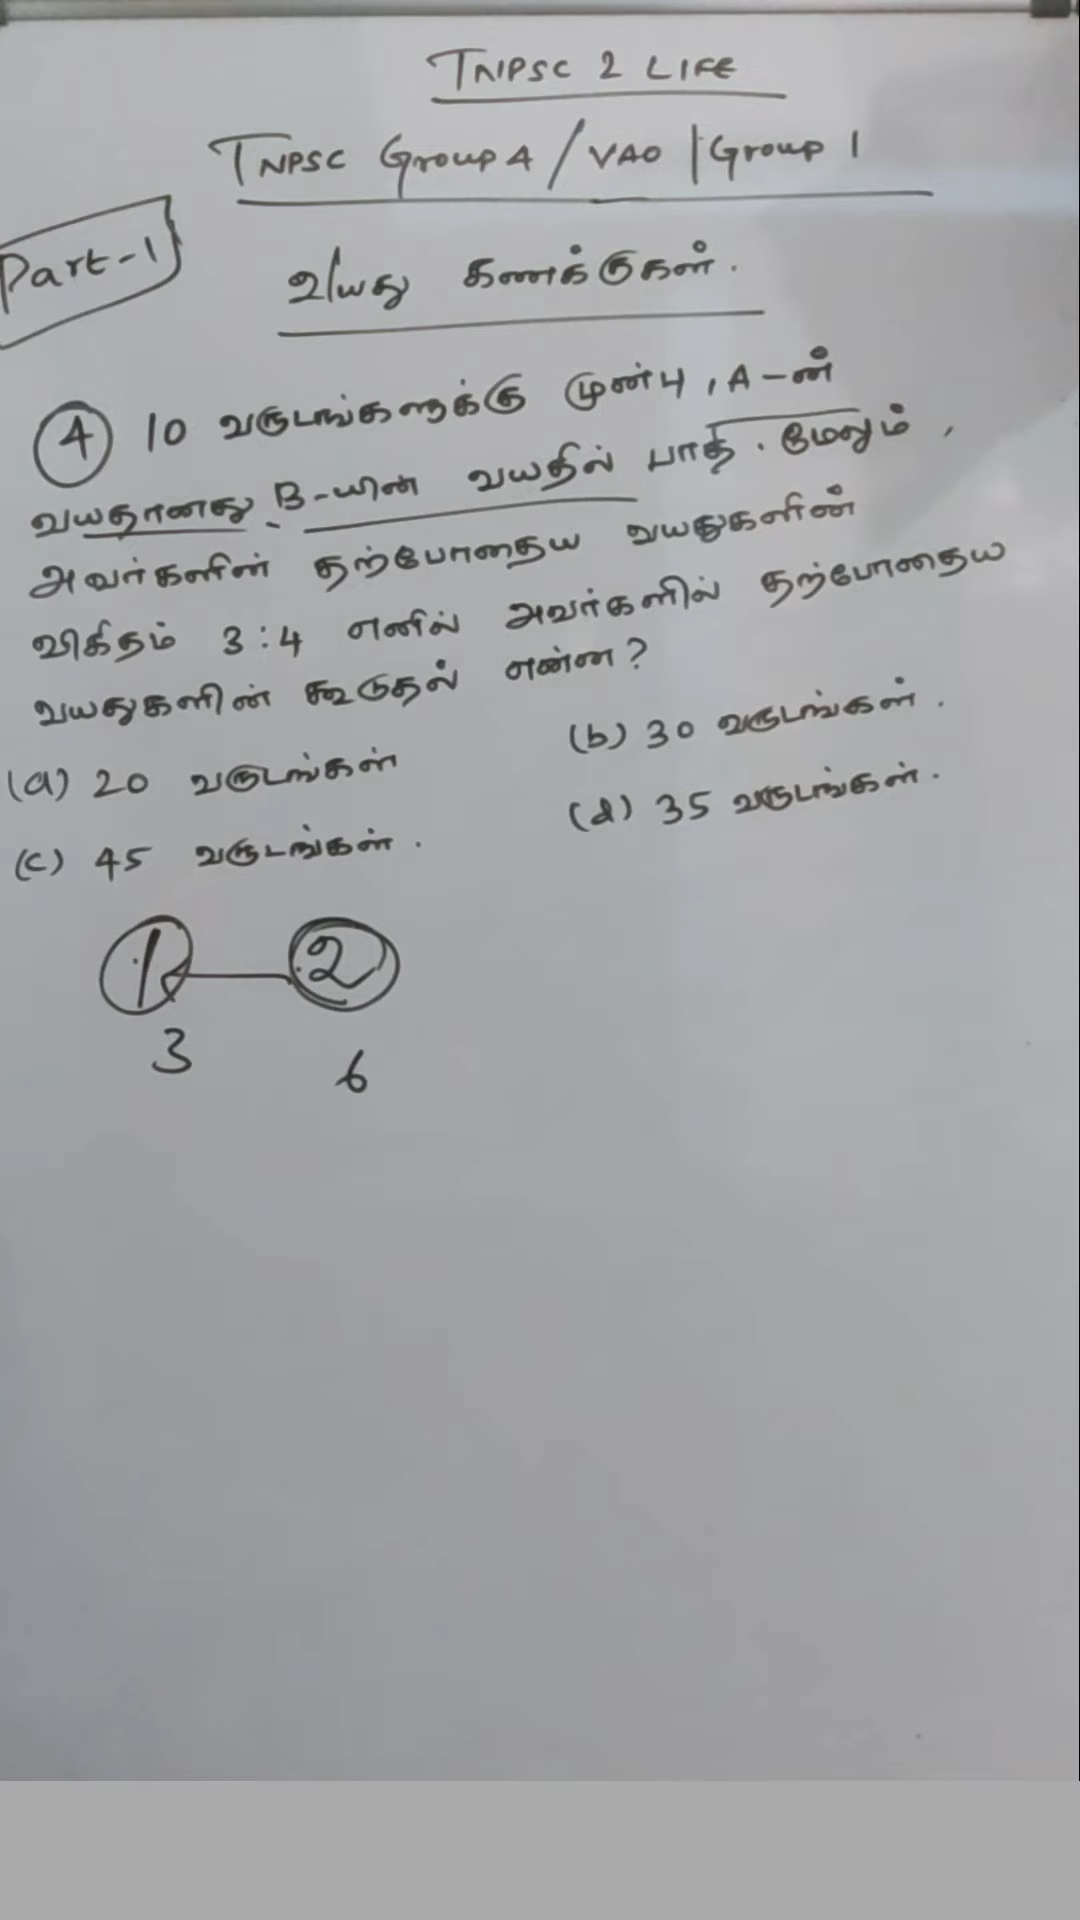 TNPSC 2 LIFE
TNPSC Group 4 / VAO | Group 1
Part-1
வயது கணக்குகள்.
4 10 வருடங்களுக்கு முன்பு, A-ன்
வயதானது B-யின் வயதில் பாதி. மேலும்,
அவர்களின் தற்போதைய வயதுகளின்
விகிதம் 3:4 எனில் அவர்களில் தற்போதைய
வயதுகளின் கூடுதல் என்ன?
(a) 20 வருடங்கள்
(b) 30 வருடங்கள்.
(c) 45 வருடங்கள்.
(d) 35 வருடங்கள்.
1 2
3 6